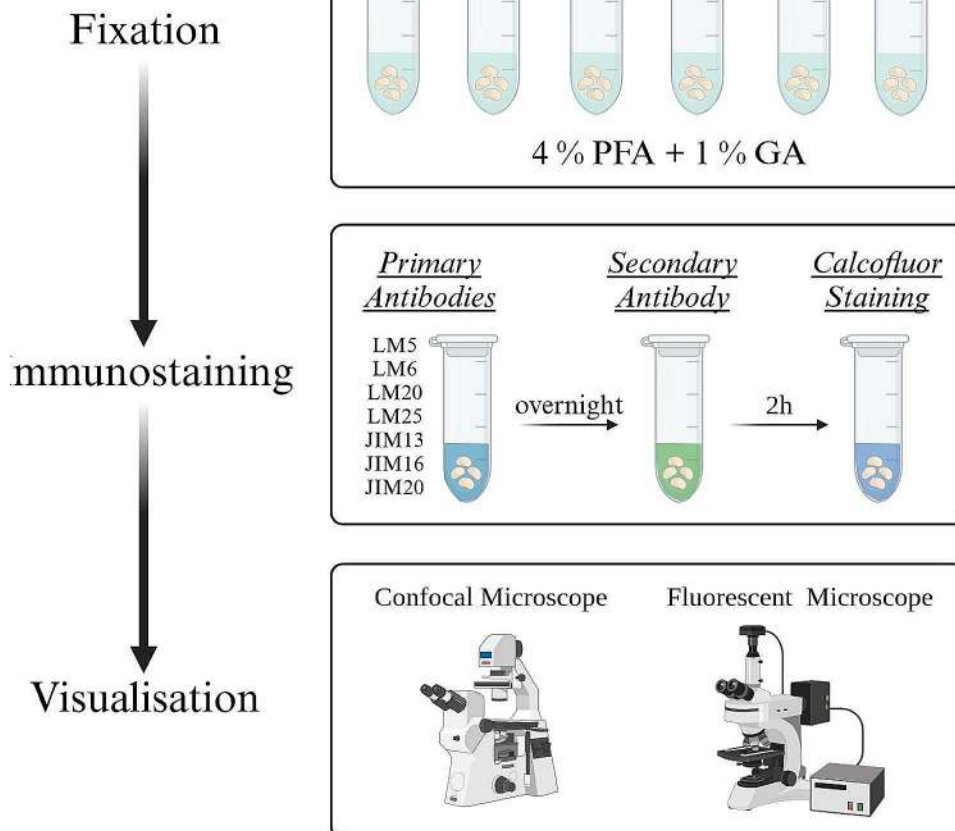 Fixation
4 % PFA + 1 % GA
Primary
Antibodies
Secondary
Antibody
Calcofluor
Staining
LM5
LM6
LM20
LM25
JIM13
JIM16
JIM20
overnight
2h
mmunostaining
Confocal Microscope
Fluorescent Microscope
Visualisation